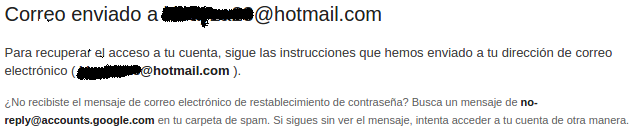 Correo enviado a @hotmail.com
Para recuperar el acceso a tu cuenta, sigue las instrucciones que hemos enviado a tu dirección de correo
electrónico ( @hotmail.com ).
¿No recibiste el mensaje de correo electrónico de restablecimiento de contraseña? Busca un mensaje de no-
reply@accounts.google.com en tu carpeta de spam. Si sigues sin ver el mensaje, intenta acceder a tu cuenta de otra manera.